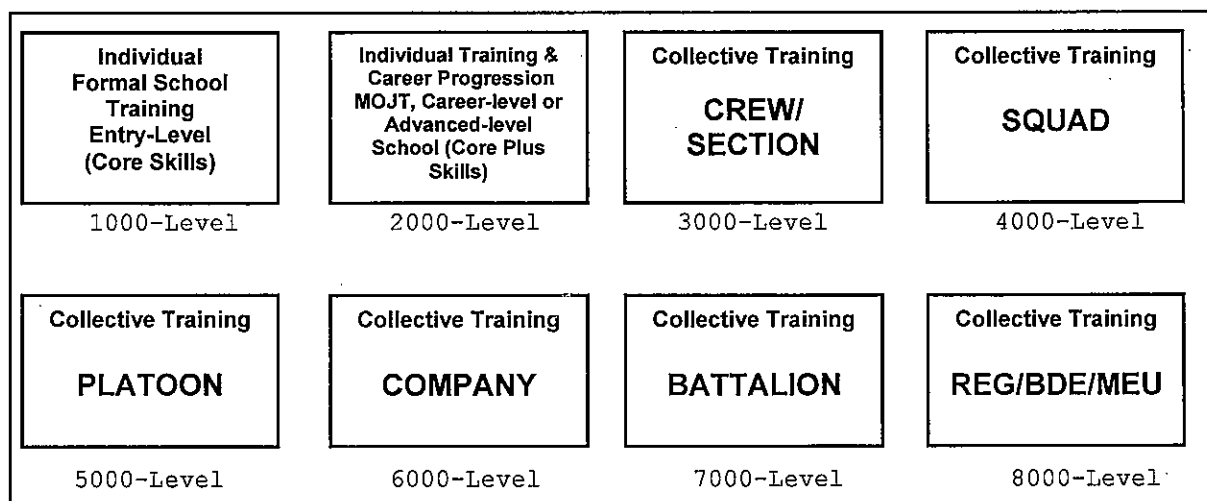 Individual
Formal School
Training
Entry-Level
(Core Skills)
1000-Level
Individual Training &
Career Progression
MOJT, Career-level or
Advanced-level
School (Core Plus
Skills)
2000-Level
Collective Training
CREW/
SECTION
3000-Level
Collective Training
SQUAD
4000-Level
Collective Training
PLATOON
5000-Level
Collective Training
COMPANY
6000-Level
Collective Training
BATTALION
7000-Level
Collective Training
REG/BDE/MEU
8000-Level